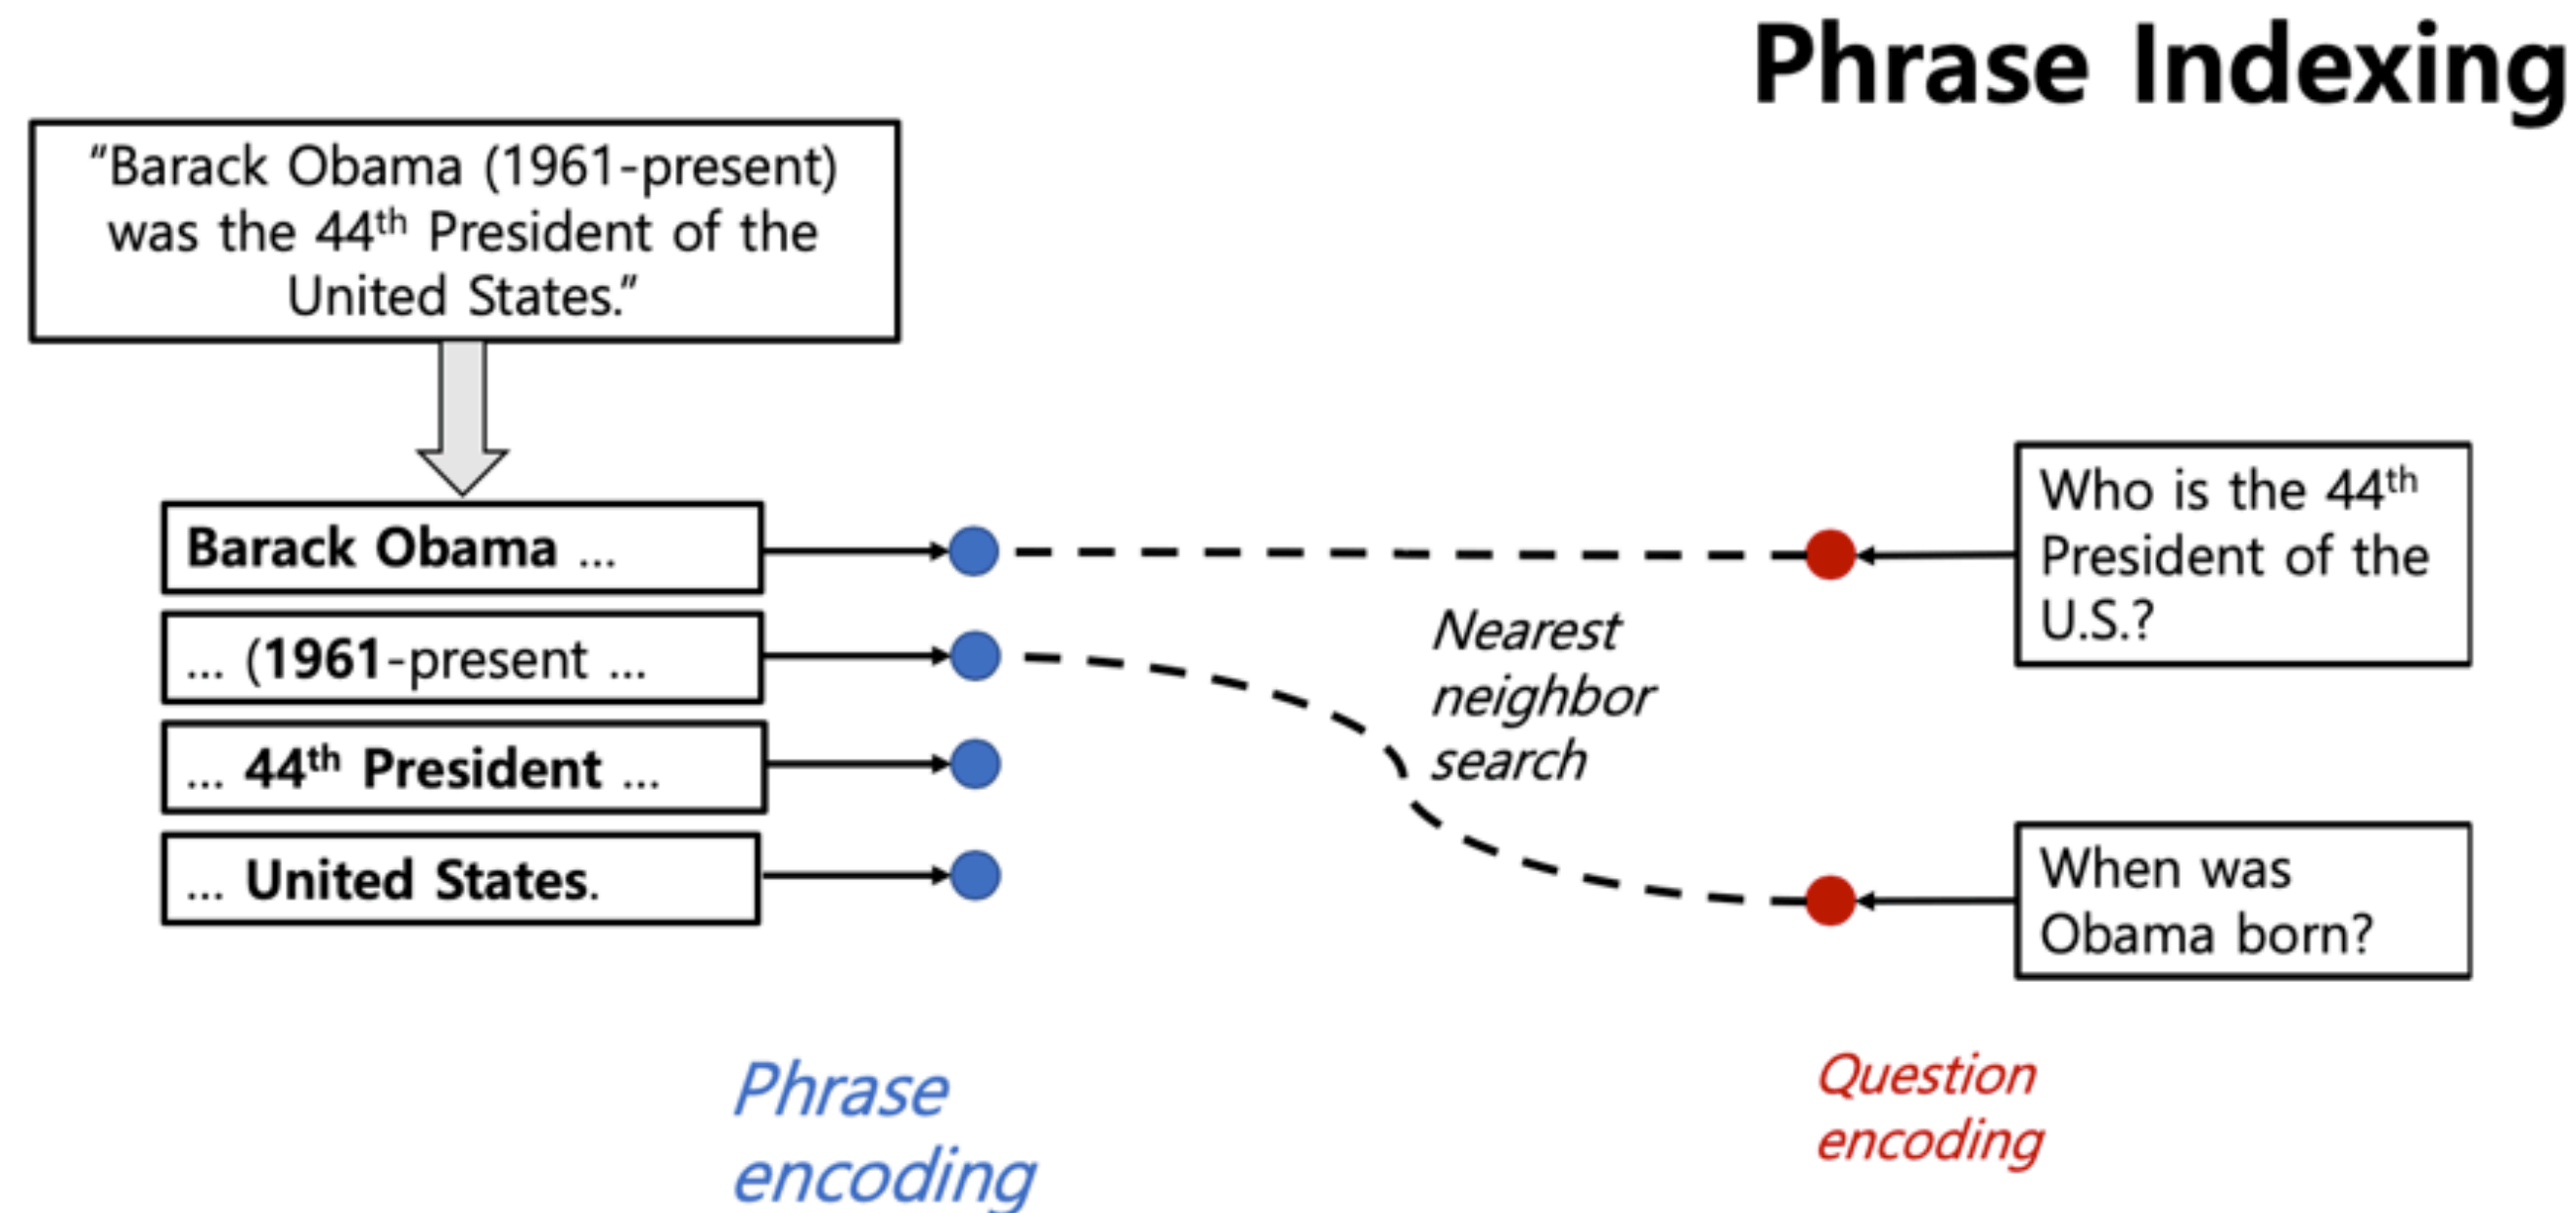 Phrase Indexing
“Barack Obama (1961-present)
was the 44th President of the
United States.”
Barack Obama ...
... (1961-present ...
... 44th President ...
... United States.
Nearest
neighbor
search
Who is the 44th
President of the
U.S.?
When was
Obama born?
Phrase
encoding
Question
encoding